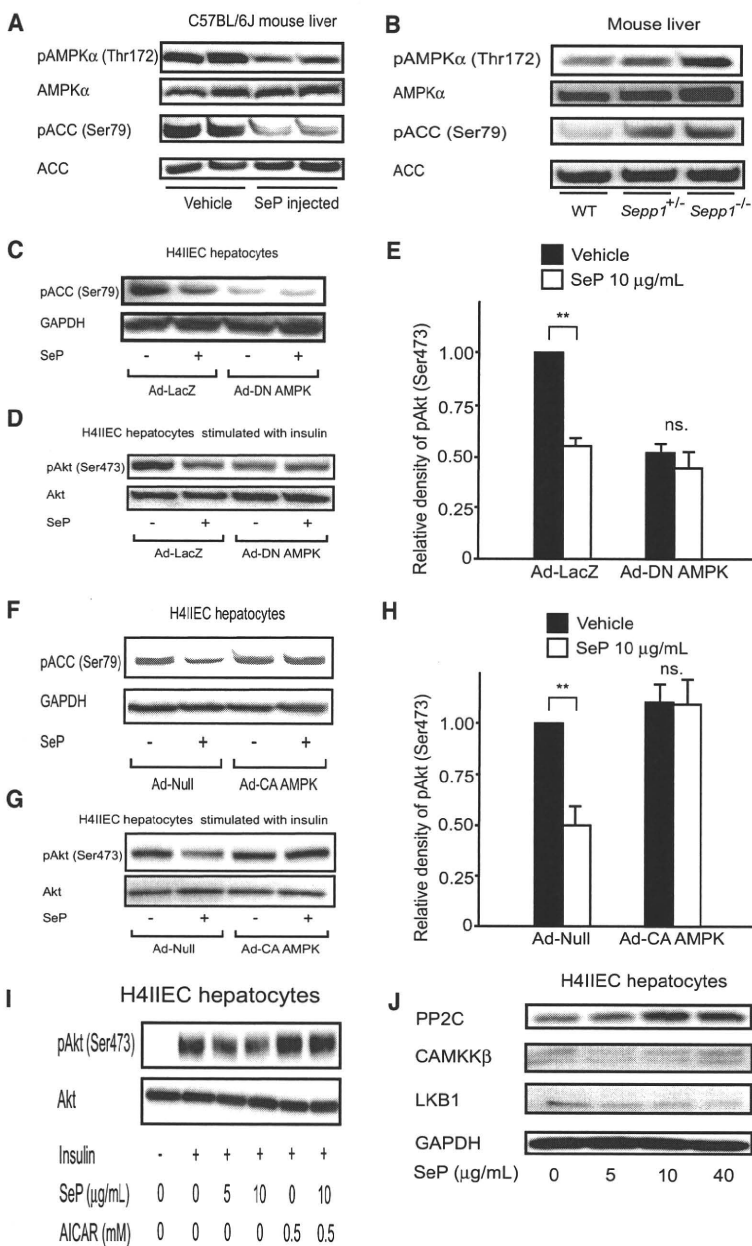 A
C57BL/6J mouse liver
pAMPKα (Thr172)
AMPKα
pACC (Ser79)
ACC
Vehicle SeP injected
B
Mouse liver
pAMPKα (Thr172)
AMPKα
pACC (Ser79)
ACC
WT Sepp1+/- Sepp1-/-
C
H4IIEC hepatocytes
pACC (Ser79)
GAPDH
SeP - + - +
Ad-LacZ Ad-DN AMPK
D
H4IIEC hepatocytes stimulated with insulin
pAkt (Ser473)
Akt
SeP - + - +
Ad-LacZ Ad-DN AMPK
E
Vehicle
SeP 10 µg/mL
Relative density of pAkt (Ser473)
1.00
0.75
0.50
0.25
0
**
ns.
Ad-LacZ Ad-DN AMPK
F
H4IIEC hepatocytes
pACC (Ser79)
GAPDH
SeP - + - +
Ad-Null Ad-CA AMPK
G
H4IIEC hepatocytes stimulated with insulin
pAkt (Ser473)
Akt
SeP - + - +
Ad-Null Ad-CA AMPK
H
Vehicle
SeP 10 µg/mL
Relative density of pAkt (Ser473)
1.00
0.75
0.50
0.25
0
**
ns.
Ad-Null Ad-CA AMPK
I
H4IIEC hepatocytes
pAkt (Ser473)
Akt
Insulin - + + + + +
SeP (µg/mL) 0 0 5 10 0 10
AICAR (mM) 0 0 0 0 0.5 0.5
J
H4IIEC hepatocytes
PP2C
CAMKKβ
LKB1
GAPDH
SeP (µg/mL) 0 5 10 40